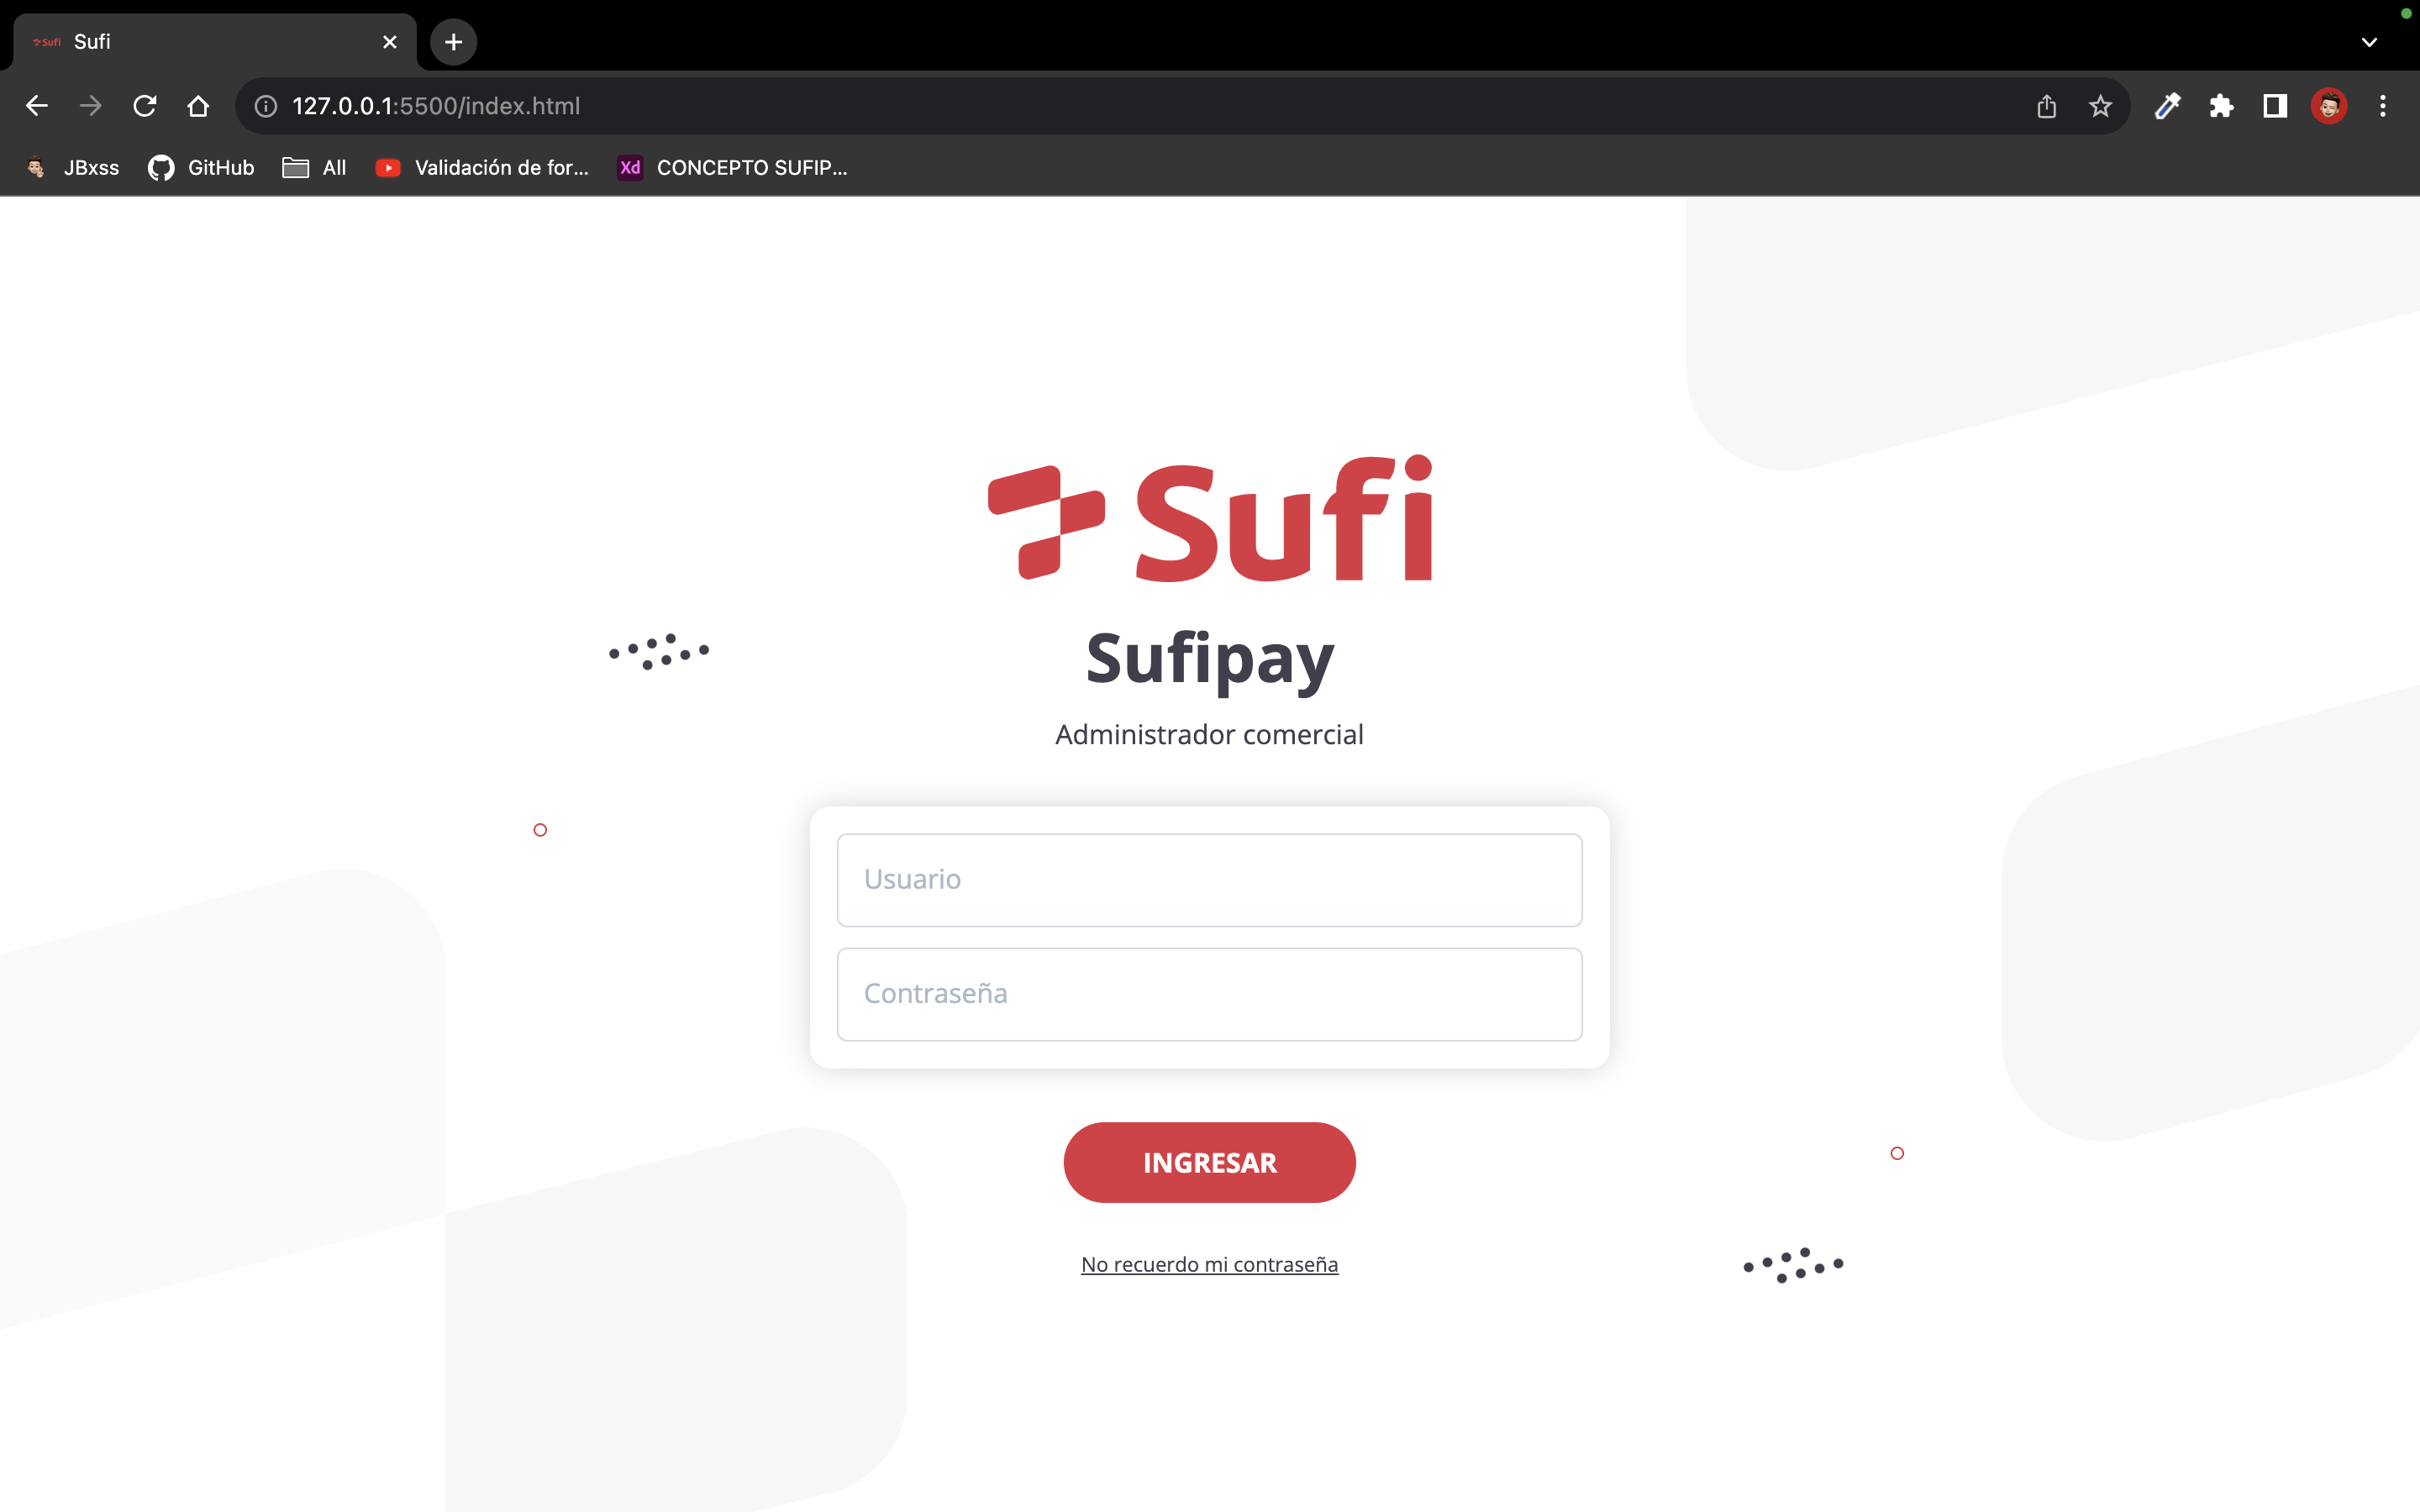 Sufi Sufi
127.0.0.1:5500/index.html
JBxss GitHub All Validación de for... Xd CONCEPTO SUFIP...
Sufi
Sufipay
Administrador comercial
Usuario
Contraseña
INGRESAR
No recuerdo mi contraseña